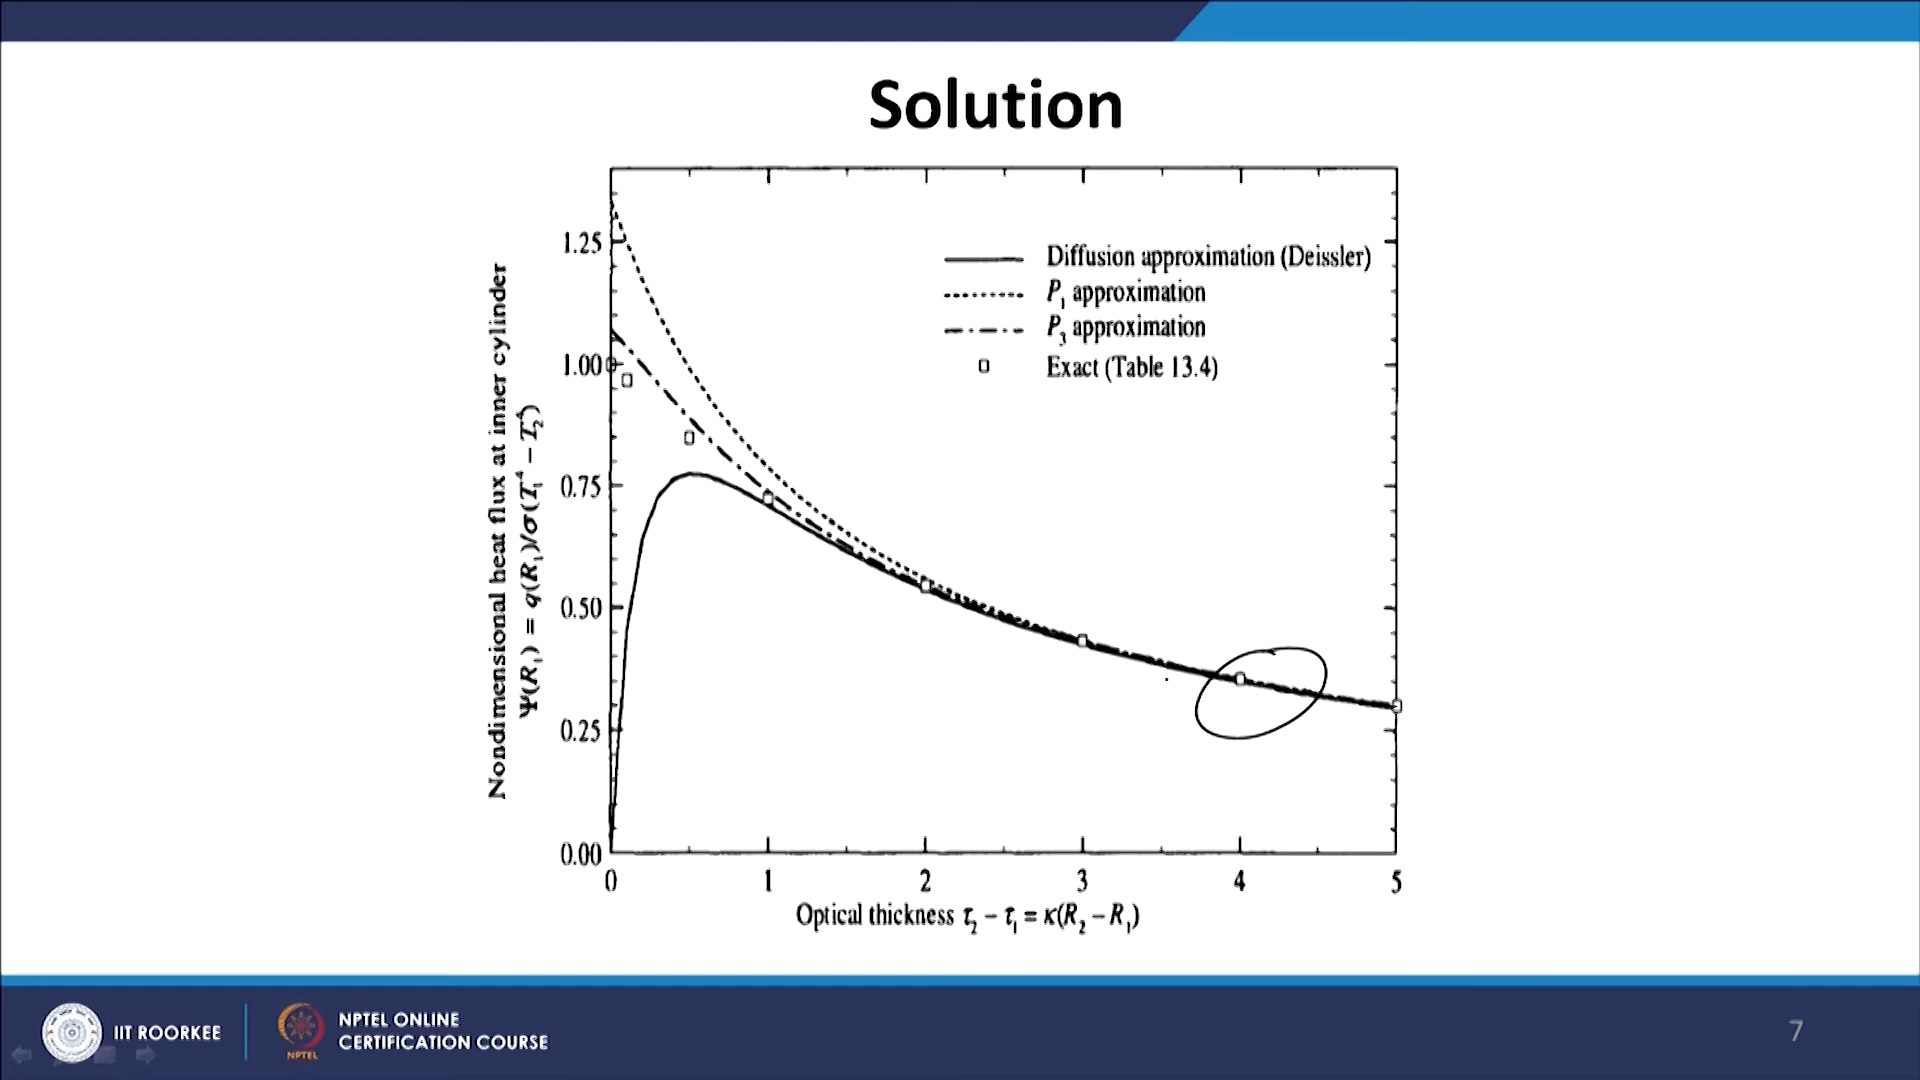 Solution
1.25
1.00
0.75
0.50
0.25
0.00
0
1
2
3
4
5
Nondimensional heat flux at inner cylinder
Ψ(R₁) = q(R₁)/σ(T₁⁴ − T₂⁴)
Diffusion approximation (Deissler)
P₁ approximation
P₃ approximation
Exact (Table 13.4)
Optical thickness τ₂ − τ₁ = κ(R₂ − R₁)
IIT ROORKEE
NPTEL
NPTEL ONLINE
CERTIFICATION COURSE
7